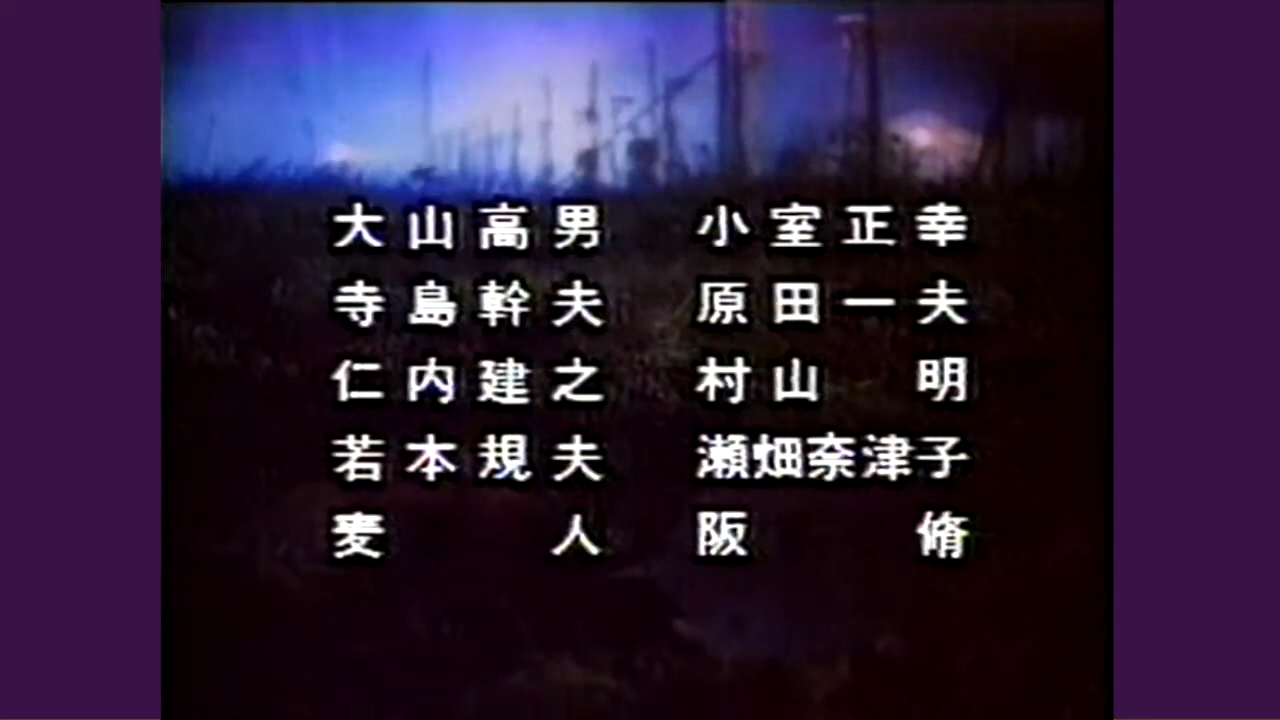 大山高男 小室正幸
寺島幹夫 原田一夫
仁内建之 村山 明
若本規夫 瀬畑奈津子
麦 人 阪 脩